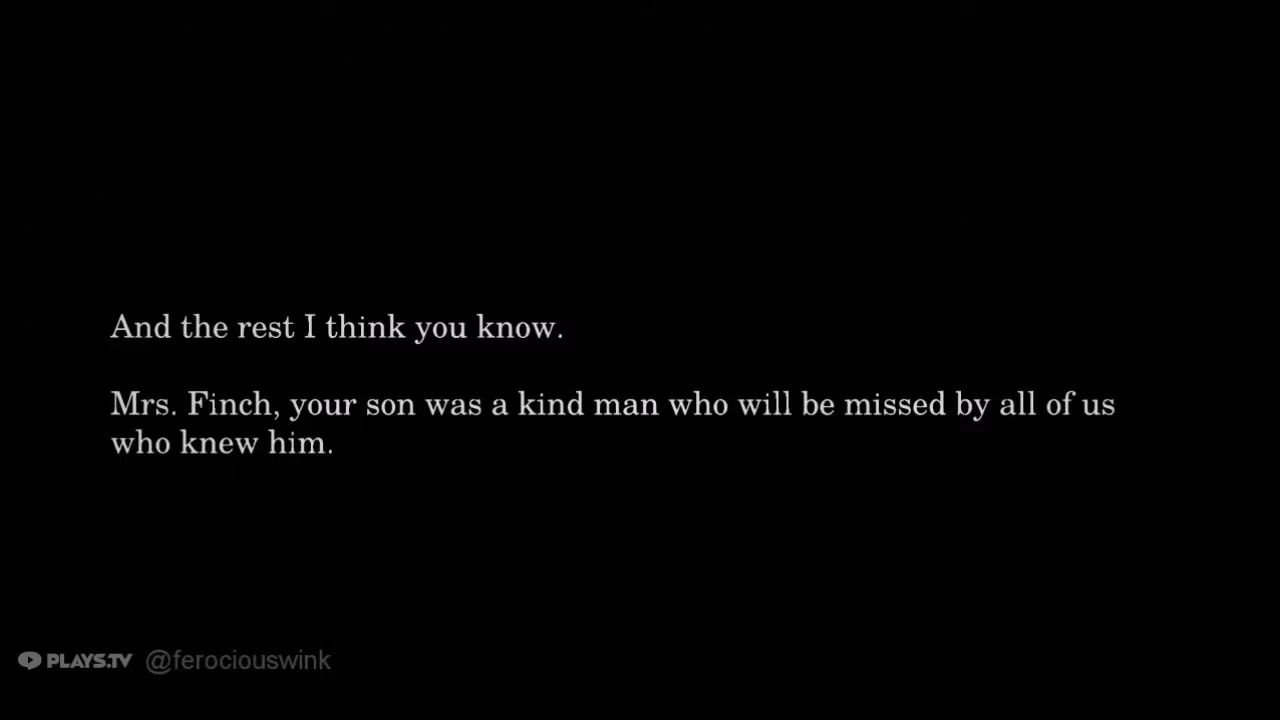 And the rest I think you know.
Mrs. Finch, your son was a kind man who will be missed by all of us
who knew him.
PLAYS.TV @ferociouswink